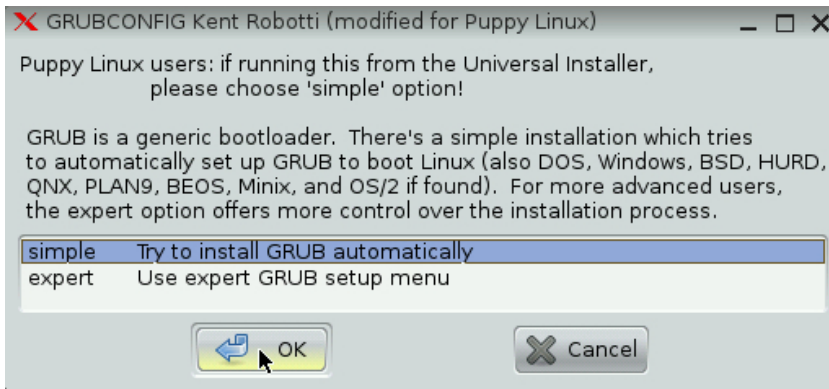 GRUBCONFIG Kent Robotti (modified for Puppy Linux)
Puppy Linux users: if running this from the Universal Installer,
please choose 'simple' option!
GRUB is a generic bootloader. There's a simple installation which tries
to automatically set up GRUB to boot Linux (also DOS, Windows, BSD, HURD,
QNX, PLAN9, BEOS, Minix, and OS/2 if found). For more advanced users,
the expert option offers more control over the installation process.
simple Try to install GRUB automatically
expert Use expert GRUB setup menu
OK Cancel